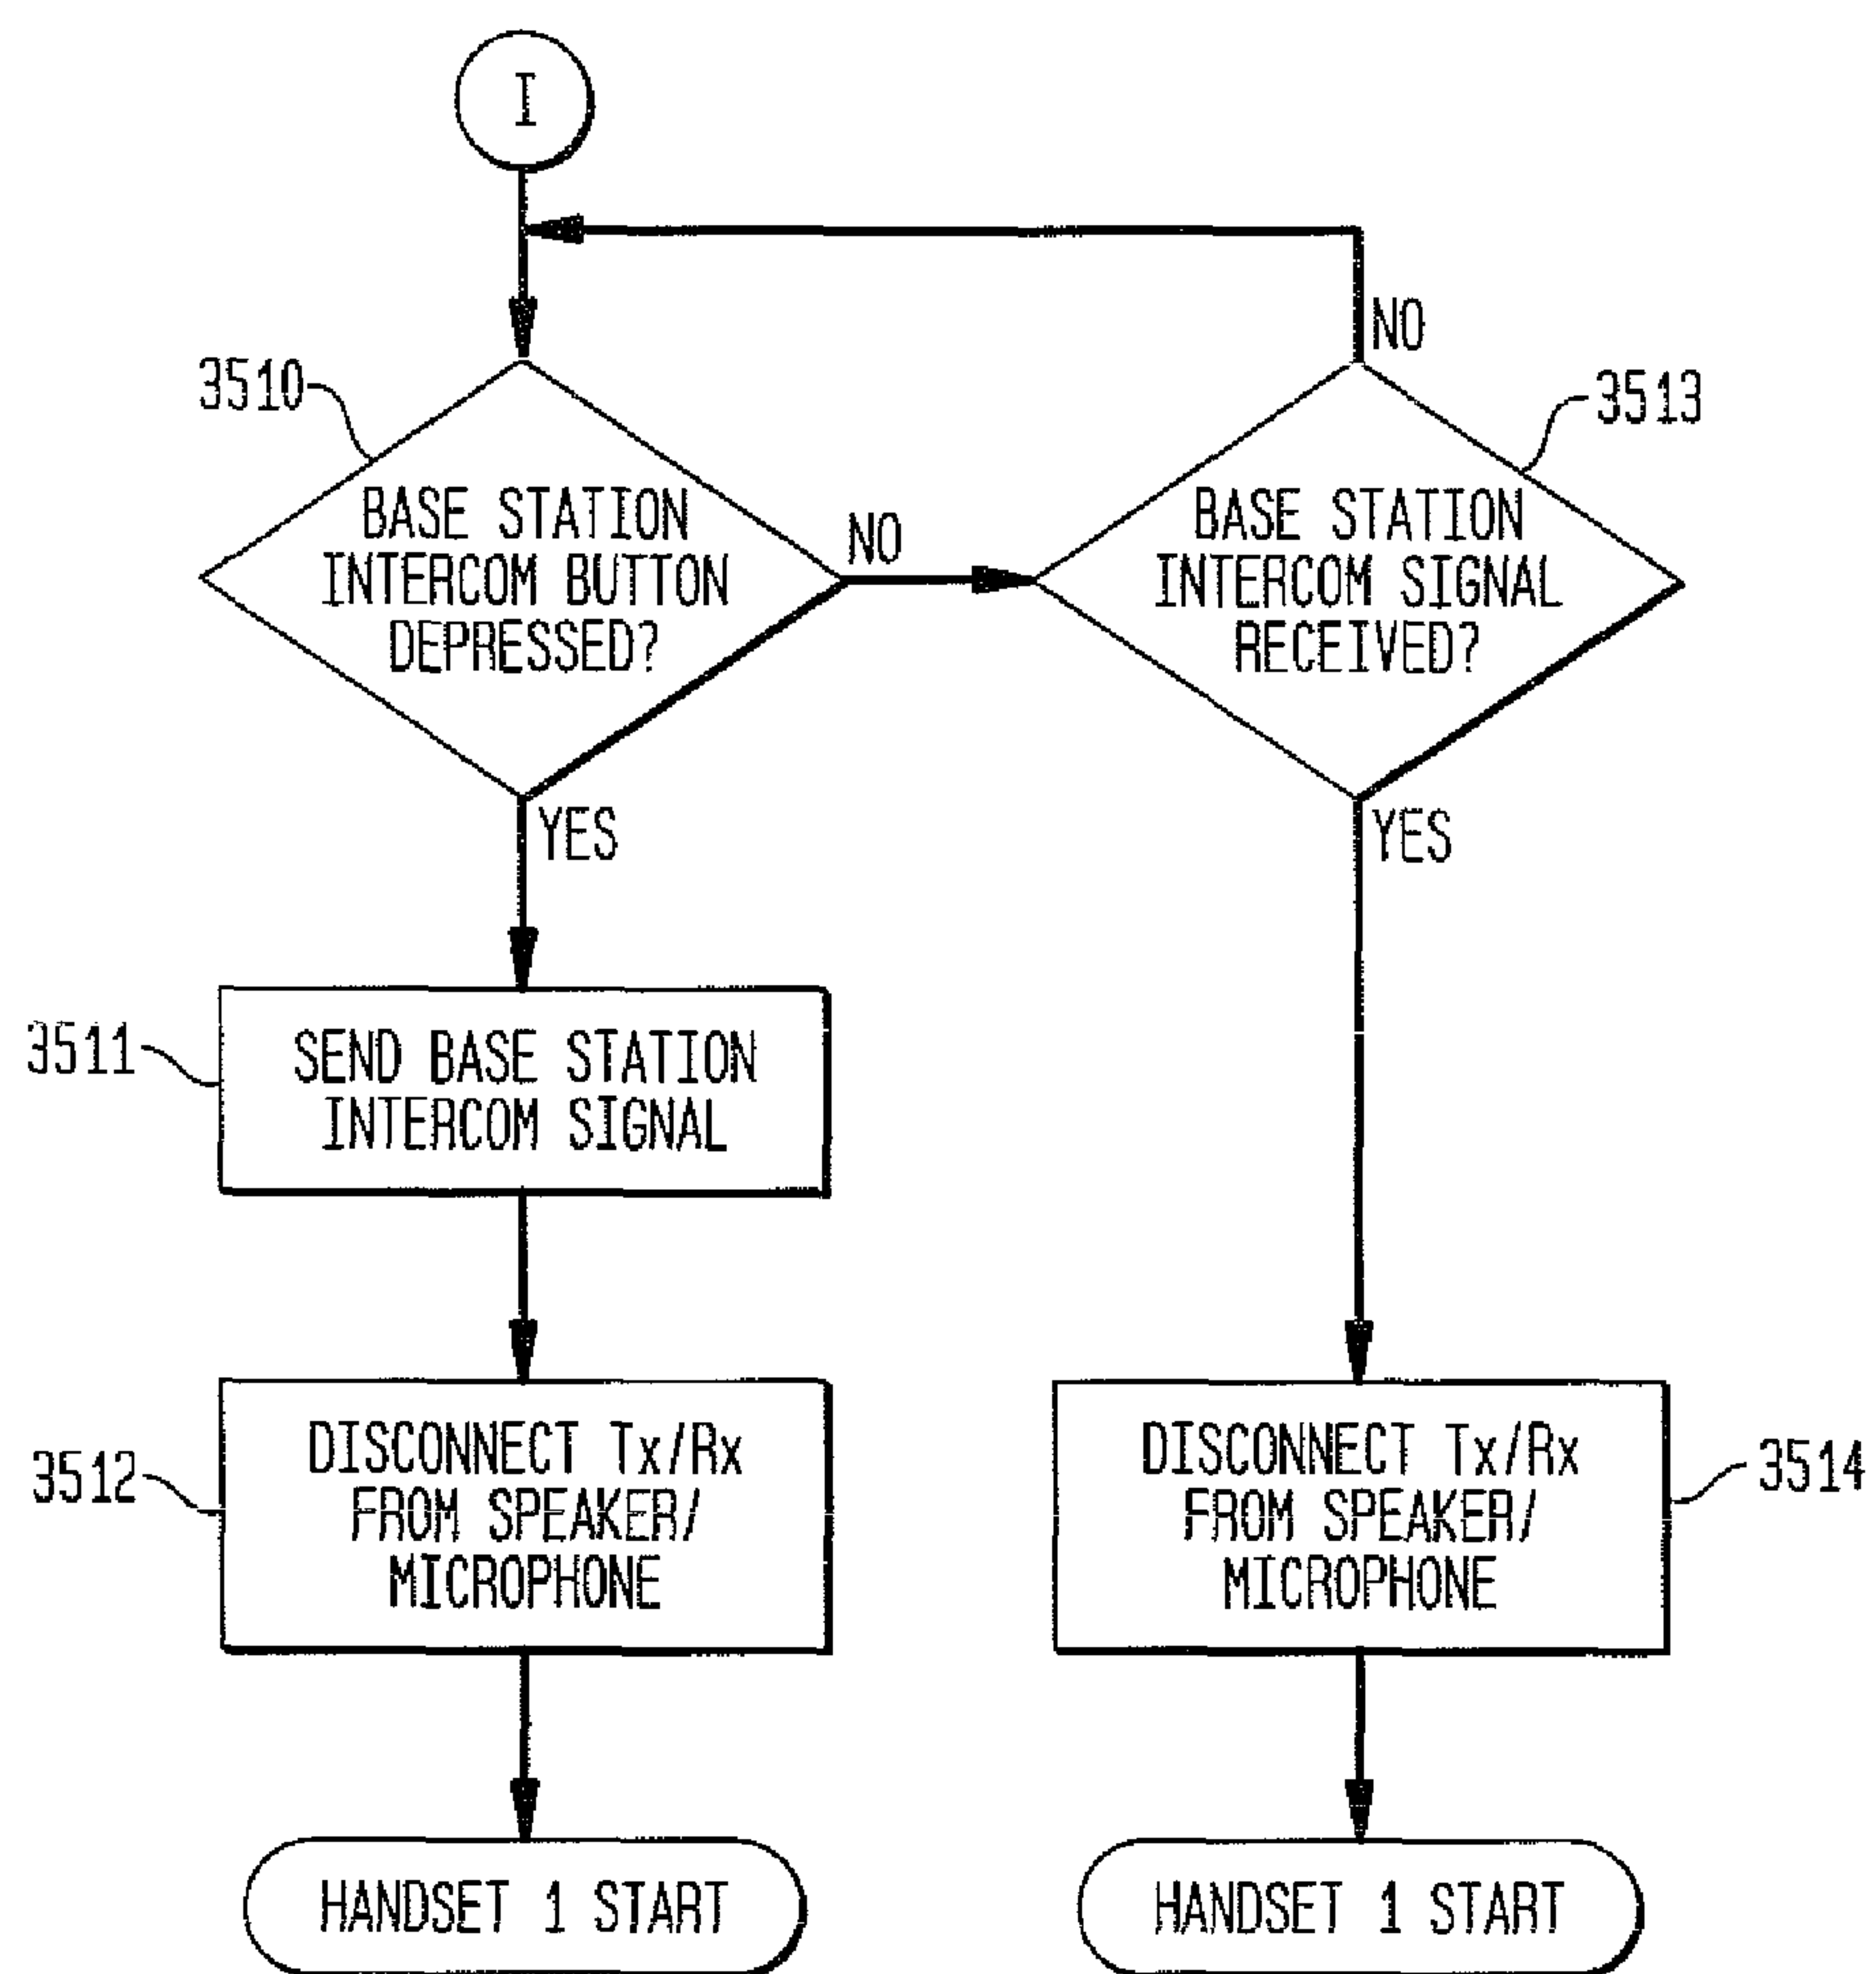 I
NO
3510
3513
BASE STATION
INTERCOM BUTTON
DEPRESSED?
NO
BASE STATION
INTERCOM SIGNAL
RECEIVED?
YES
YES
3511
SEND BASE STATION
INTERCOM SIGNAL
3512
DISCONNECT Tx/Rx
FROM SPEAKER/
MICROPHONE
DISCONNECT Tx/Rx
FROM SPEAKER/
MICROPHONE
3514
HANDSET 1 START
HANDSET 1 START